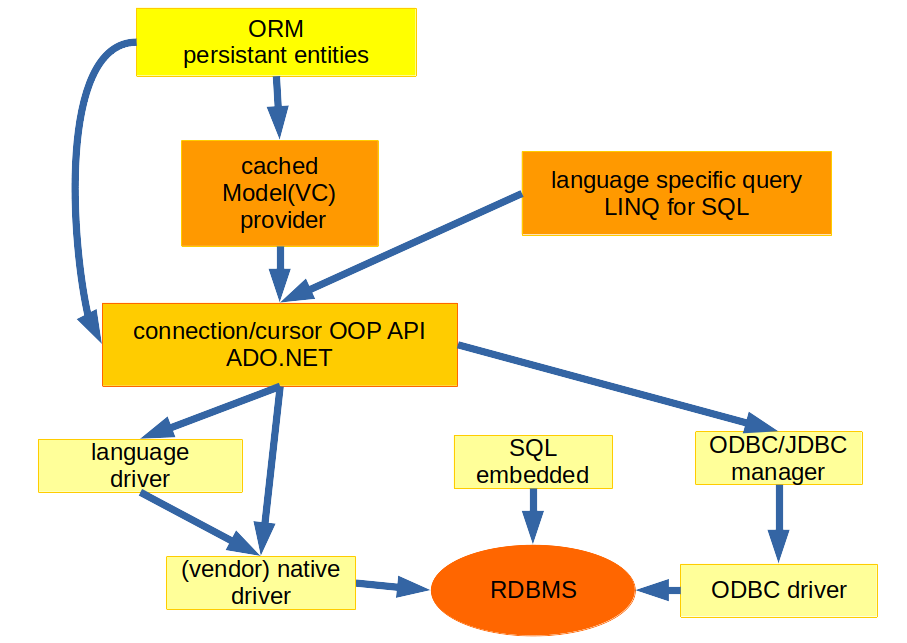 ORM
persistant entities
cached
Model(VC)
provider
language specific query
LINQ for SQL
connection/cursor OOP API
ADO.NET
language
driver
SQL
embedded
ODBC/JDBC
manager
(vendor) native
driver
RDBMS
ODBC driver